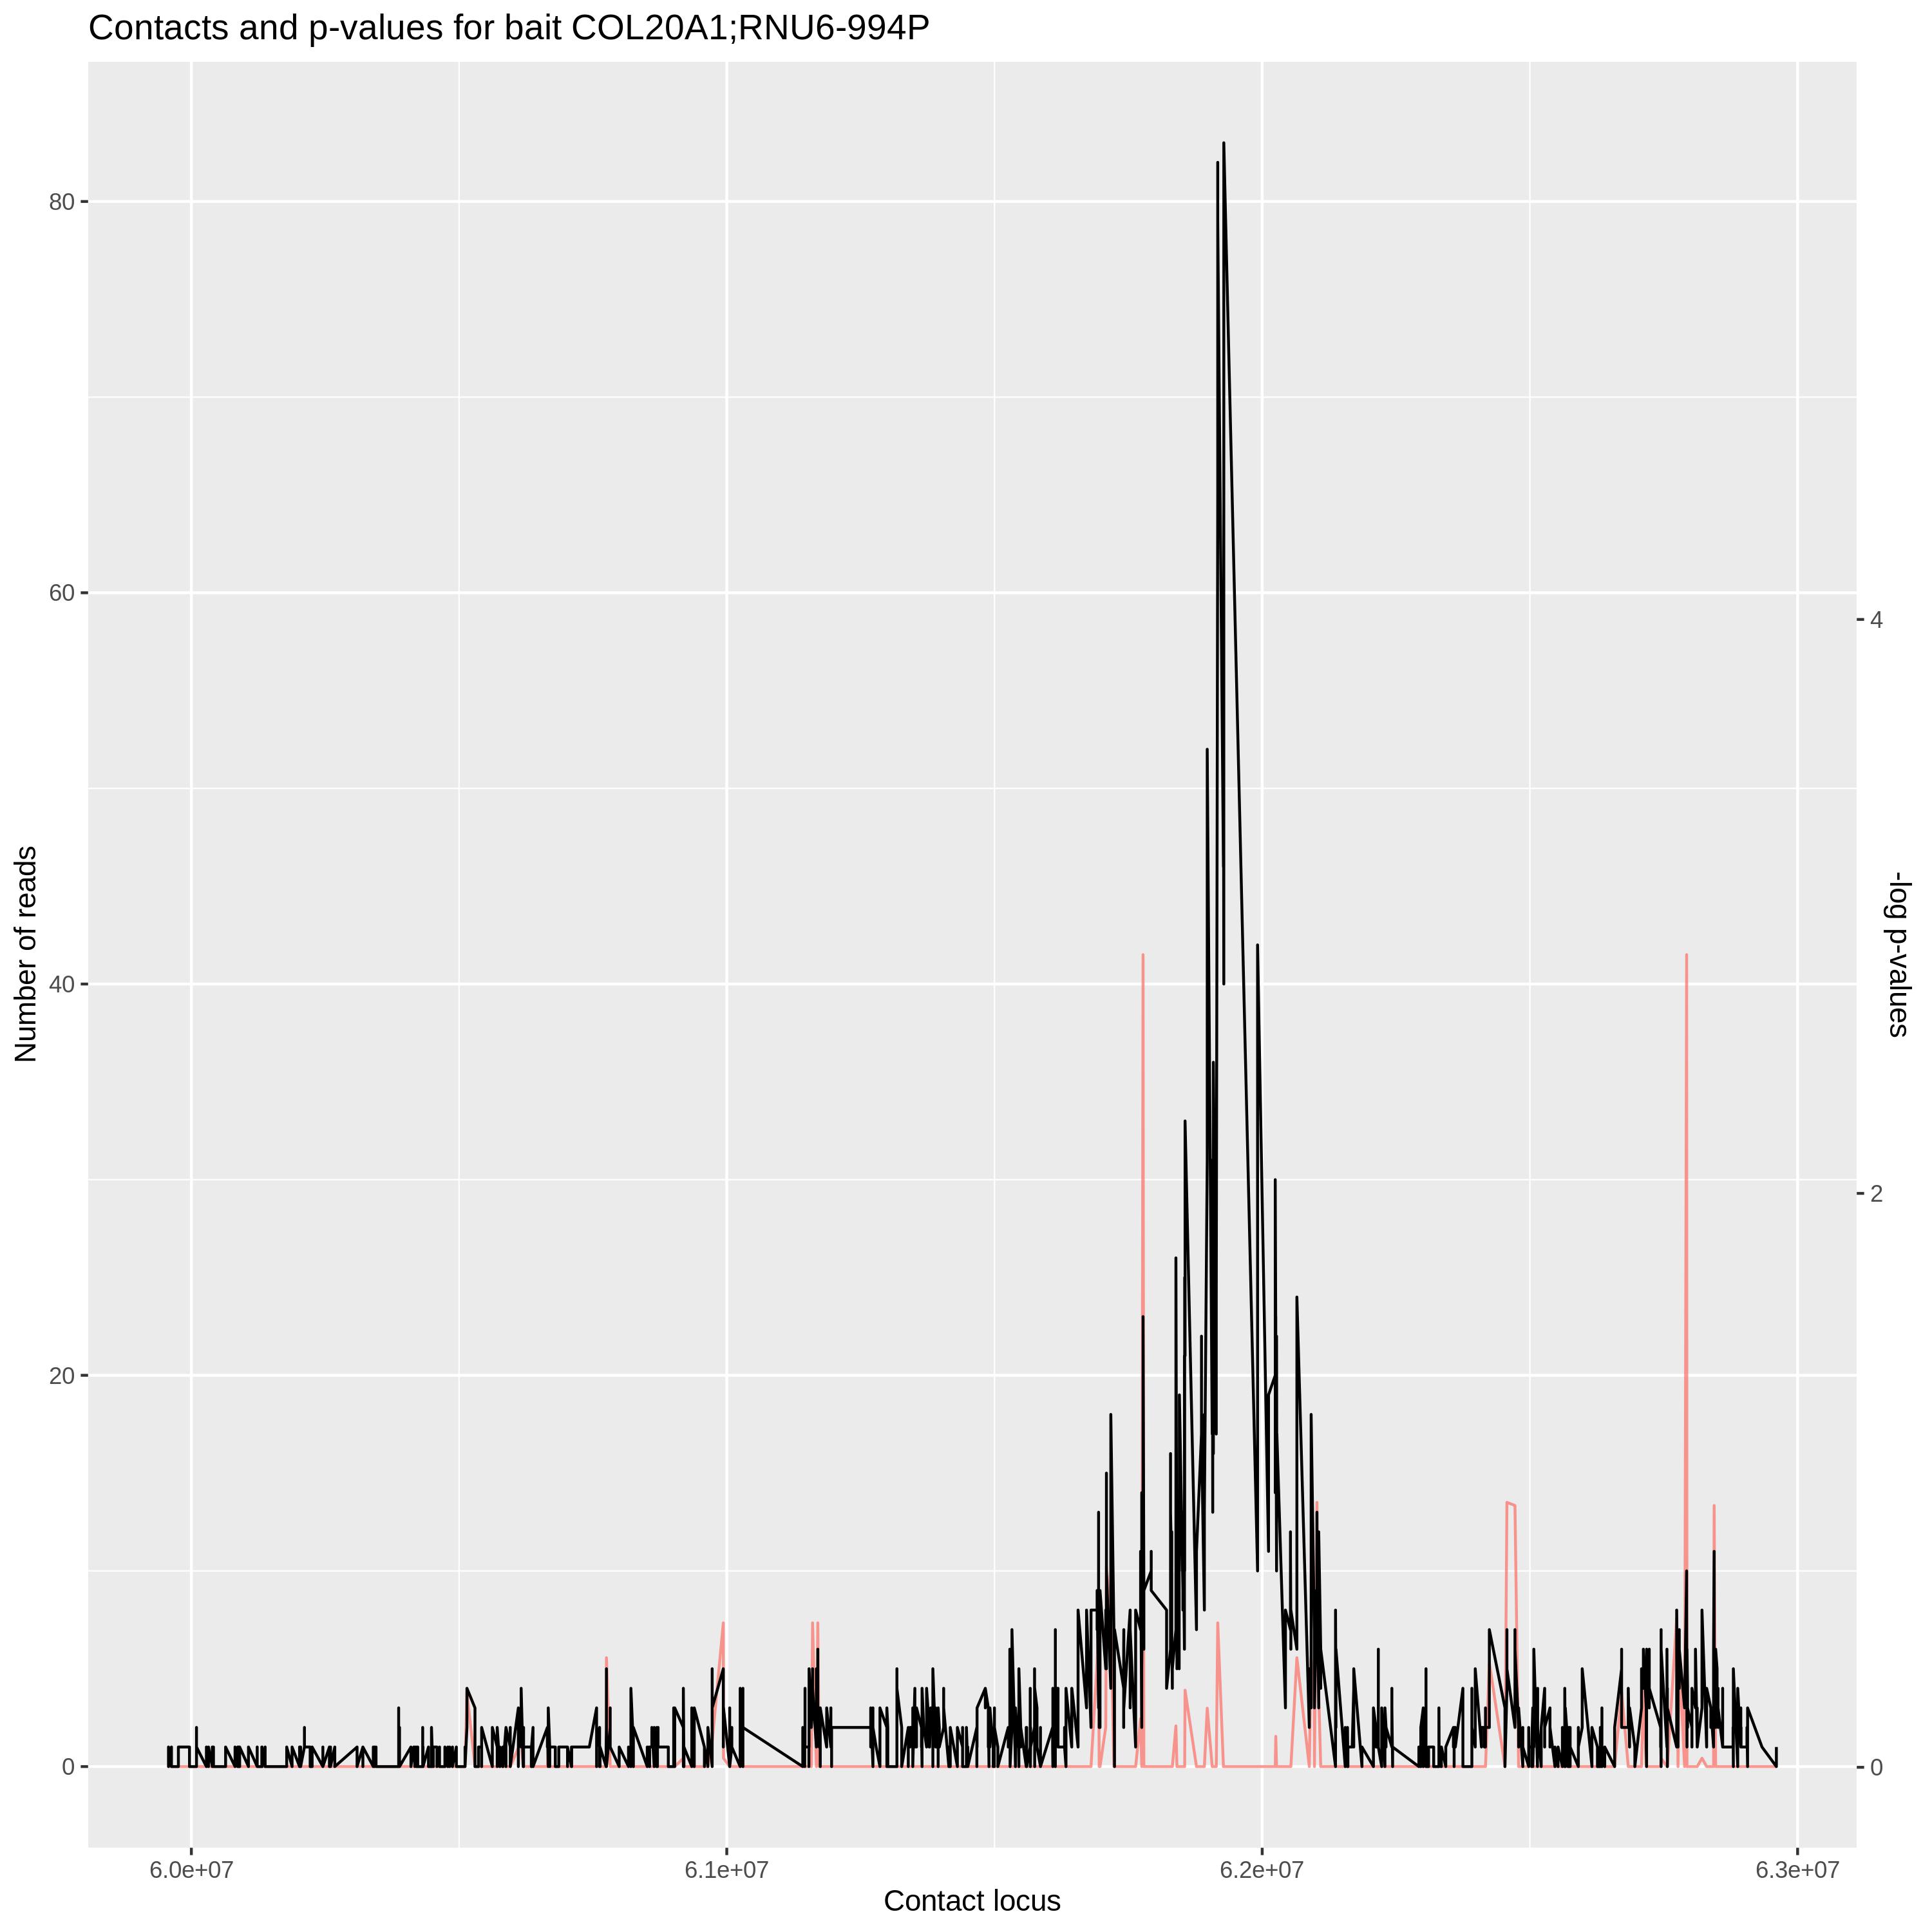 Contacts and p-values for bait COL20A1;RNU6-994P
80
60
40
20
0
Number of reads
4
2
0
-log p-values
6.0e+07
6.1e+07
6.2e+07
6.3e+07
Contact locus